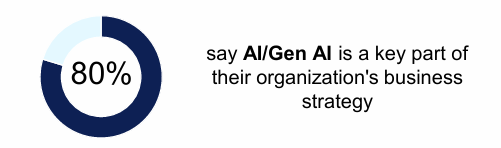 80%
say AI/Gen AI is a key part of
their organization's business
strategy